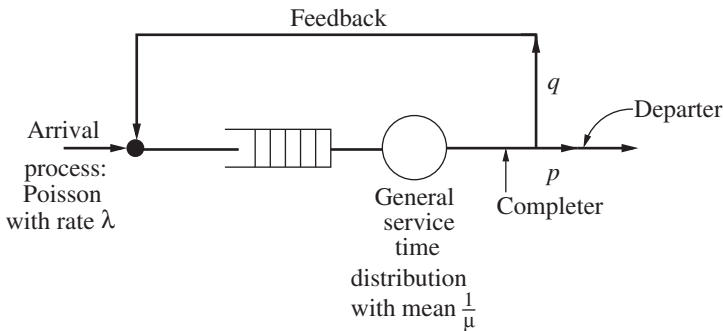 Feedback
q
Departer
Arrival
process:
Poisson
with rate λ
p
Completer
General
service
time
distribution
with mean 1/μ